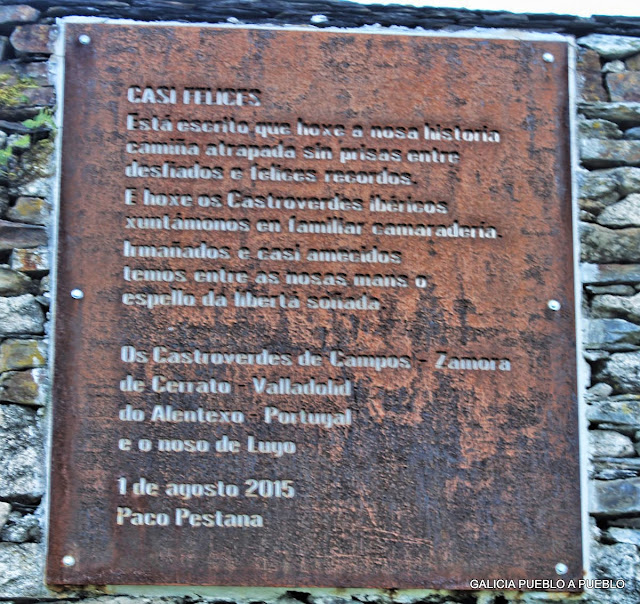 CASI FELICES
Está escrito que hoxe a nosa historia
camina atrapada sin prisas entre
desfiados e felices recordos.
E hoxe os Castroverdes ibéricos
xuntámonos en familiar camaradería.
Irmañados e casi amecidos
temos entre as nosas mans o
espello da libertá soñada.
Os Castroverdes de Campos - Zamora
de Cerrato - Valladolid
do Alentexo - Portugal
e o noso de Lugo
1 de agosto 2015
Paco Pestana
GALICIA PUEBLO A PUEBLO